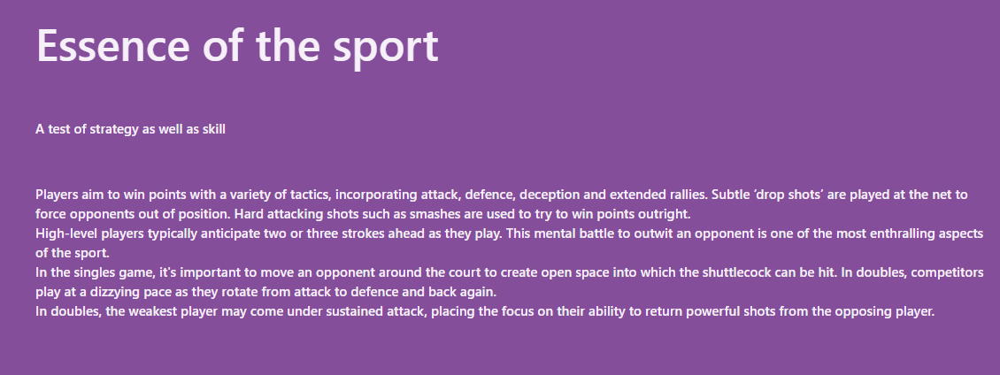 Essence of the sport
A test of strategy as well as skill
Players aim to win points with a variety of tactics, incorporating attack, defence, deception and extended rallies. Subtle ‘drop shots’ are played at the net to
force opponents out of position. Hard attacking shots such as smashes are used to try to win points outright.
High-level players typically anticipate two or three strokes ahead as they play. This mental battle to outwit an opponent is one of the most enthralling aspects
of the sport.
In the singles game, it's important to move an opponent around the court to create open space into which the shuttlecock can be hit. In doubles, competitors
play at a dizzying pace as they rotate from attack to defence and back again.
In doubles, the weakest player may come under sustained attack, placing the focus on their ability to return powerful shots from the opposing player.